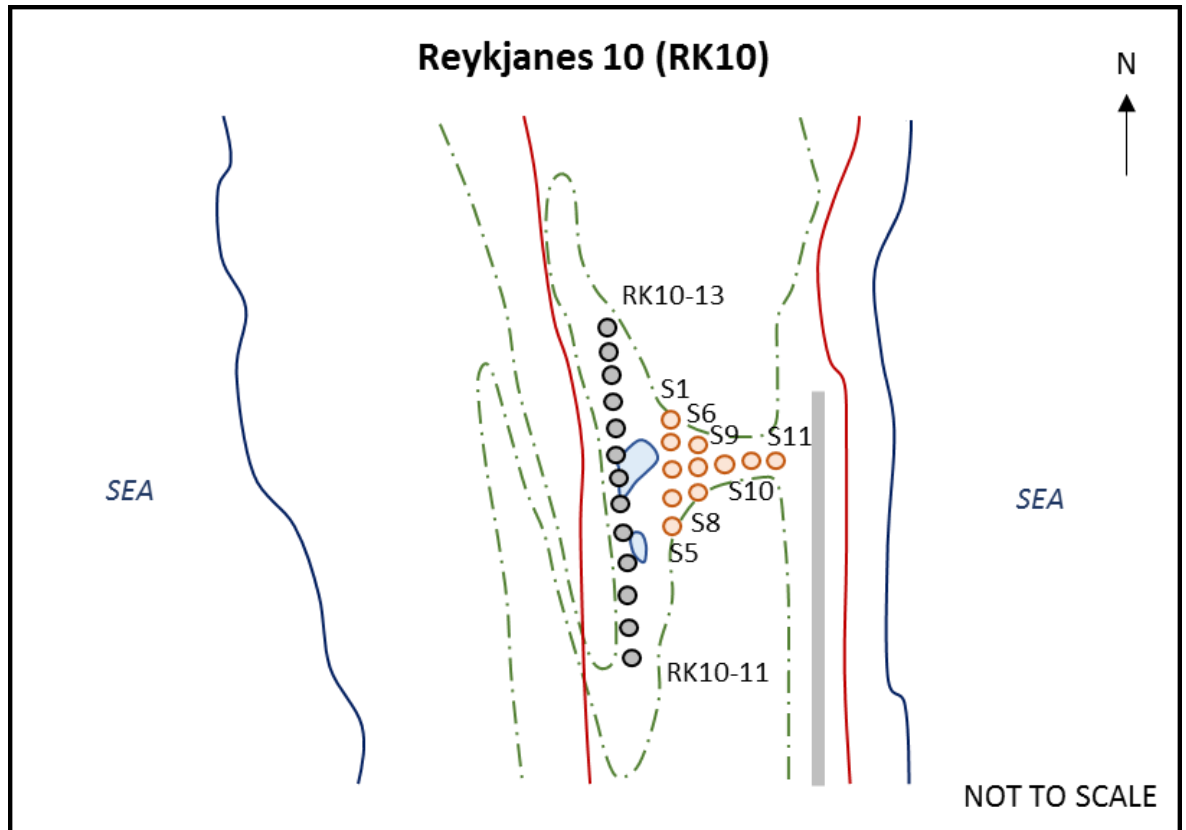 Reykjanes 10 (RK10)
N
RK10-13
S1
S6
S9
S11
SEA
S10
SEA
S8
S5
RK10-11
NOT TO SCALE